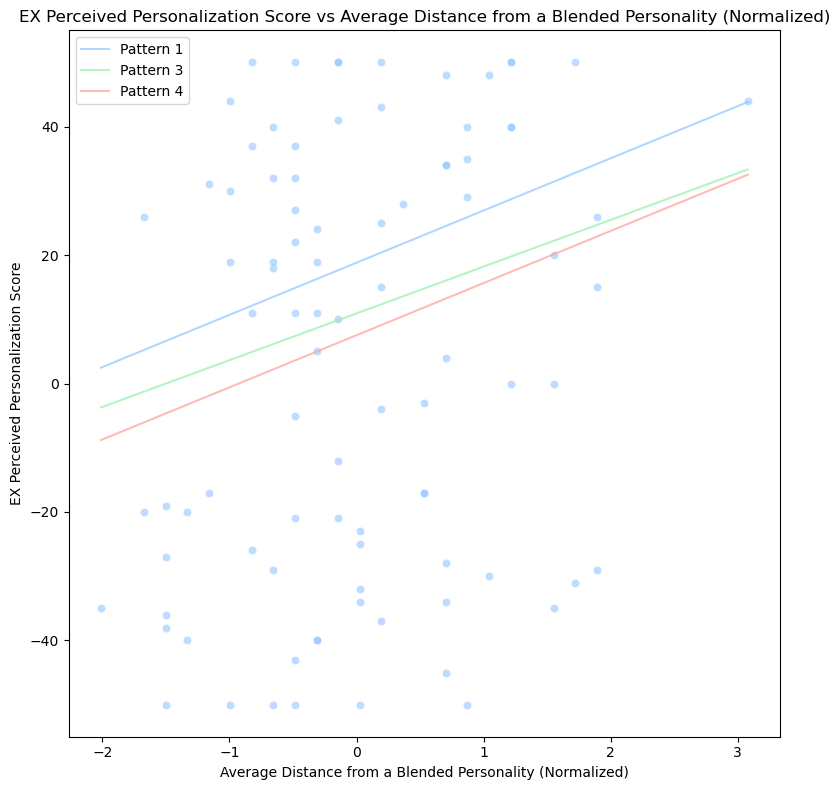 EX Perceived Personalization Score vs Average Distance from a Blended Personality (Normalized)
Pattern 1
Pattern 3
Pattern 4
EX Perceived Personalization Score
40
20
0
−20
−40
−2 −1 0 1 2 3
Average Distance from a Blended Personality (Normalized)